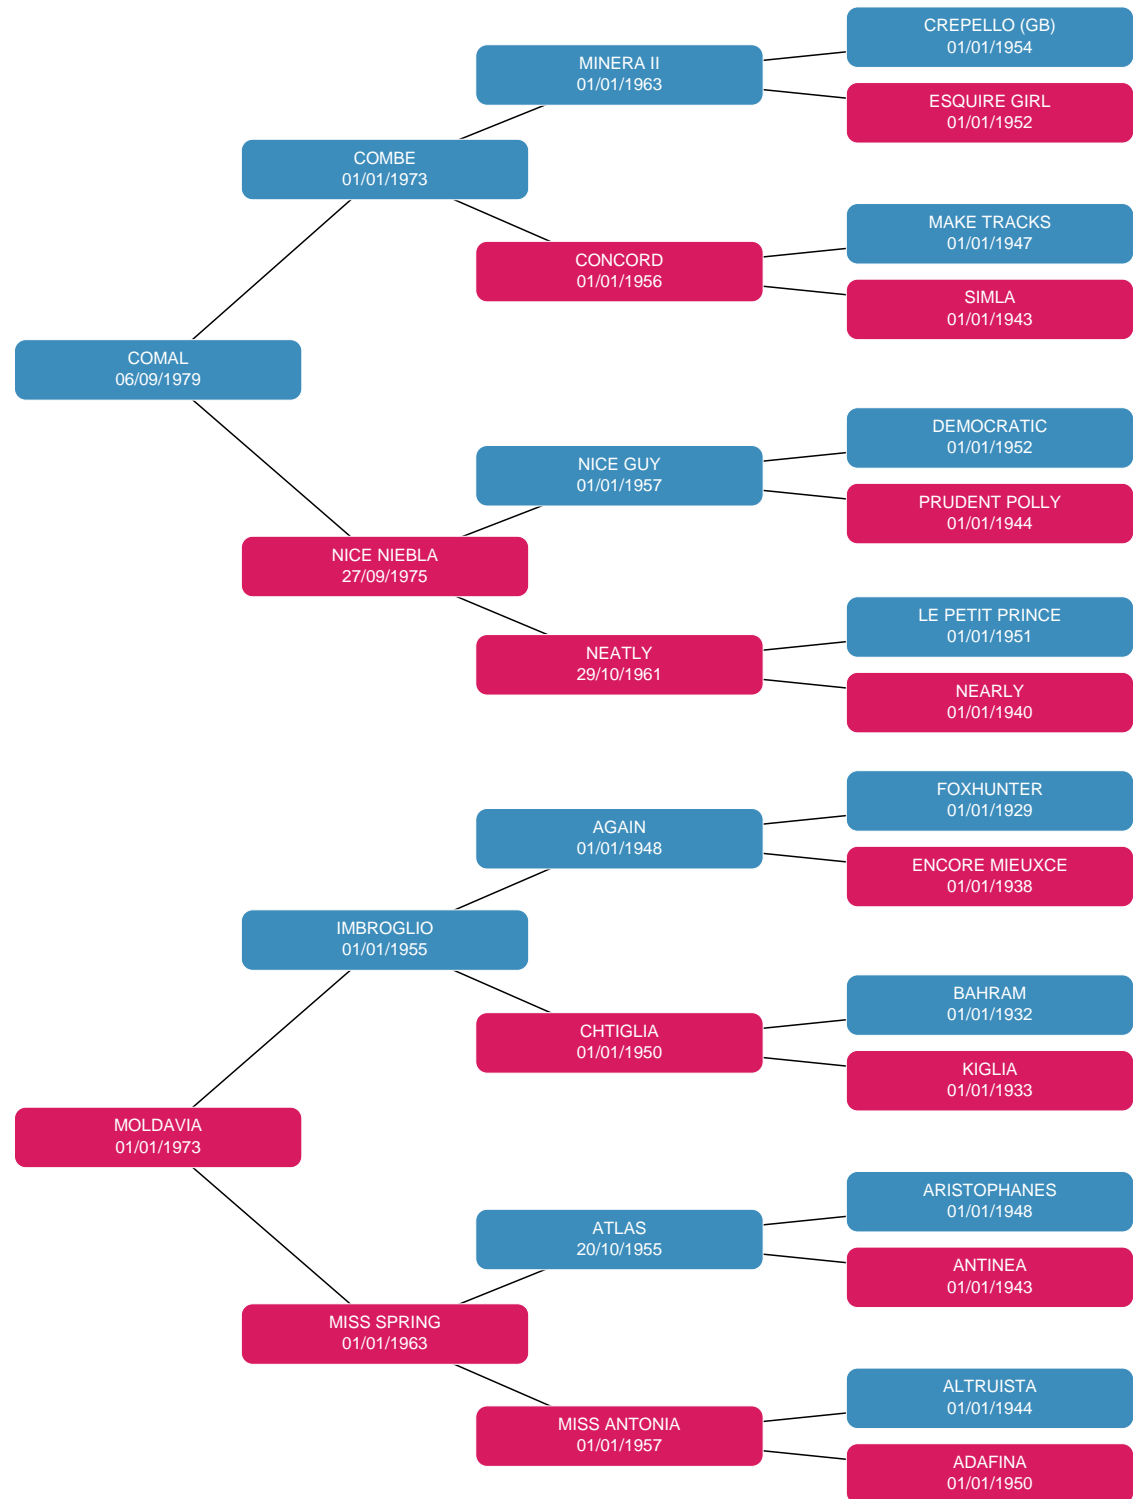 CREPELLO (GB)
01/01/1954
MINERA II
01/01/1963
ESQUIRE GIRL
01/01/1952
COMBE
01/01/1973
MAKE TRACKS
01/01/1947
CONCORD
01/01/1956
SIMLA
01/01/1943
COMAL
06/09/1979
DEMOCRATIC
01/01/1952
NICE GUY
01/01/1957
PRUDENT POLLY
01/01/1944
NICE NIEBLA
27/09/1975
LE PETIT PRINCE
01/01/1951
NEATLY
29/10/1961
NEARLY
01/01/1940
FOXHUNTER
01/01/1929
AGAIN
01/01/1948
ENCORE MIEUXCE
01/01/1938
IMBROGLIO
01/01/1955
BAHRAM
01/01/1932
CHTIGLIA
01/01/1950
KIGLIA
01/01/1933
MOLDAVIA
01/01/1973
ARISTOPHANES
01/01/1948
ATLAS
20/10/1955
ANTINEA
01/01/1943
MISS SPRING
01/01/1963
ALTRUISTA
01/01/1944
MISS ANTONIA
01/01/1957
ADAFINA
01/01/1950